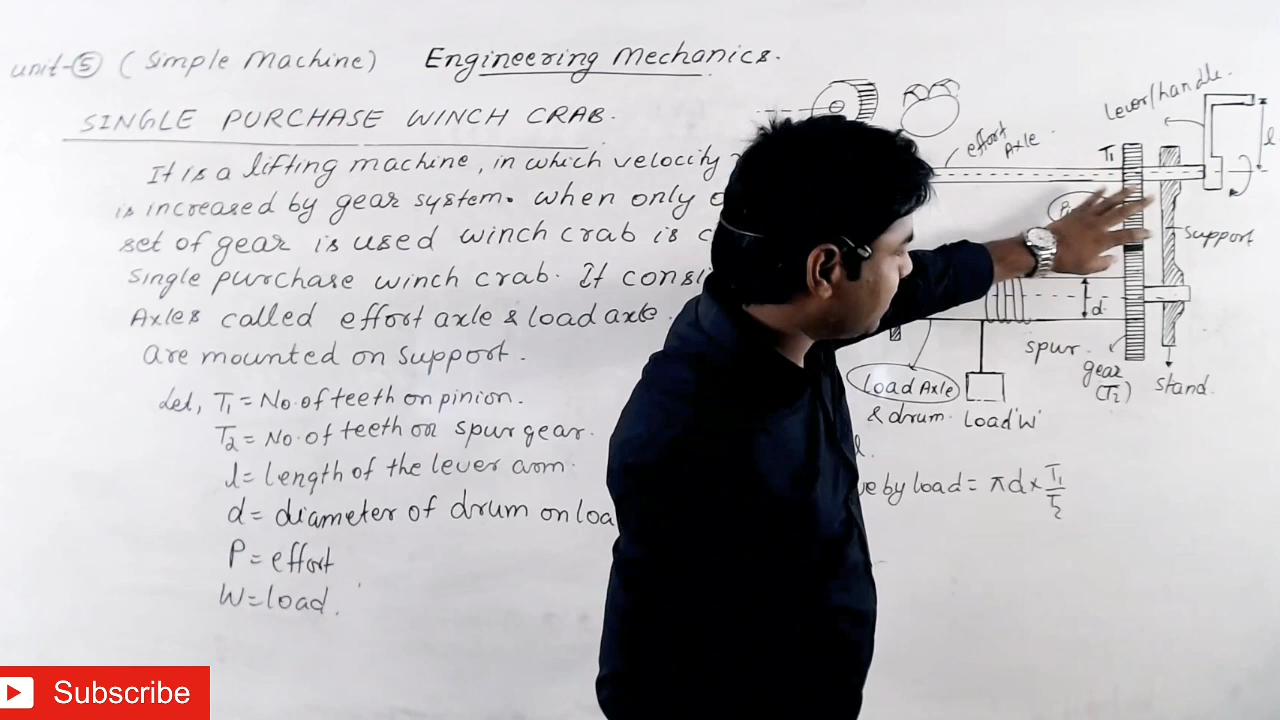 unit-⑤ (Simple Machine) Engineering Mechanics.
SINGLE PURCHASE WINCH CRAB.
It is a lifting machine, in which velocity
is increased by gear system. when only
set of gear is used winch crab is
single purchase winch crab. It
Axles called effort axle & load axle.
are mounted on support.
Let, T1 = No. of teeth on pinion.
T2 = No. of teeth on spur gear.
l = length of the lever arm.
d = diameter of drum on
P = effort
W = load.
lever/handle.
effort Axle
T1
l
support
d
spur gear (T2)
stand.
Load Axle & drum.
Load 'W'
l.
by load = πd × T1/T2
Subscribe